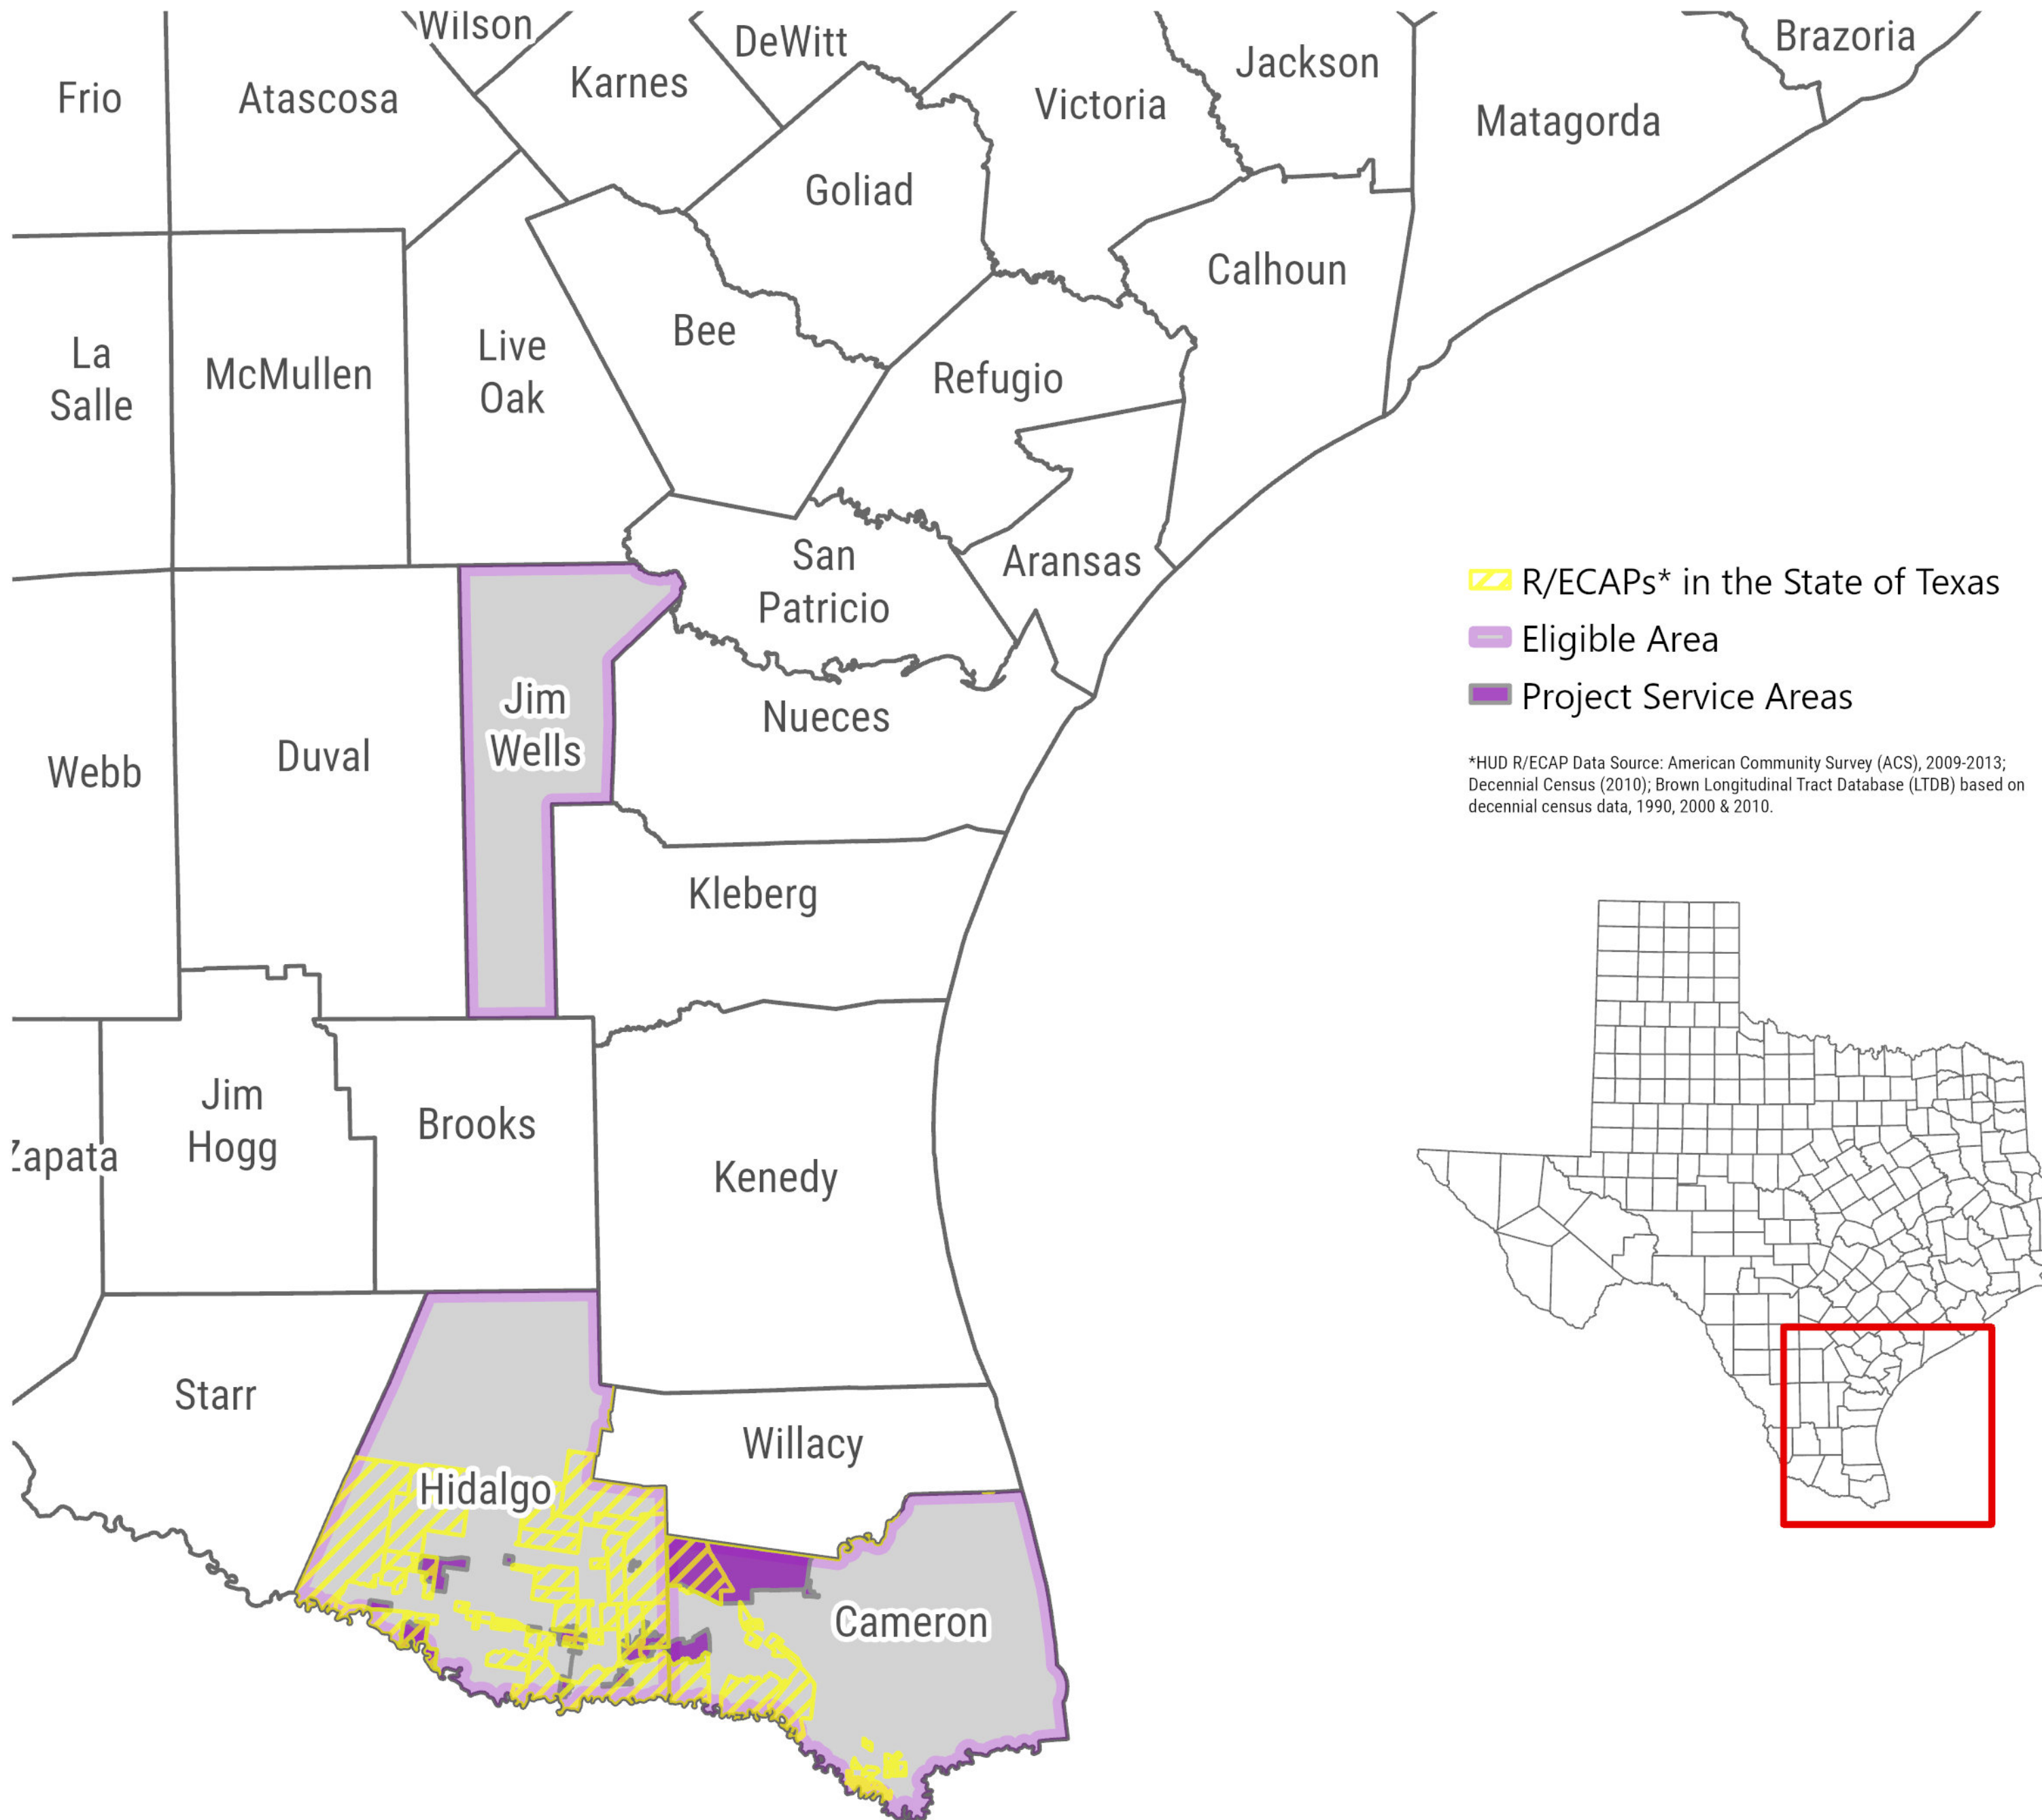 Wilson
DeWitt
Brazoria
Jackson
Karnes
Frio
Atascosa
Victoria
Matagorda
Goliad
Calhoun
Bee
La
Salle
McMullen
Live
Oak
Refugio
San
Patricio
Aransas
R/ECAPs* in the State of Texas
Eligible Area
Project Service Areas
*HUD R/ECAP Data Source: American Community Survey (ACS), 2009-2013;
Decennial Census (2010); Brown Longitudinal Tract Database (LTDB) based on
decennial census data, 1990, 2000 & 2010.
Jim
Wells
Nueces
Webb
Duval
Kleberg
Jim
Hogg
Brooks
Zapata
Kenedy
Starr
Willacy
Hidalgo
Cameron